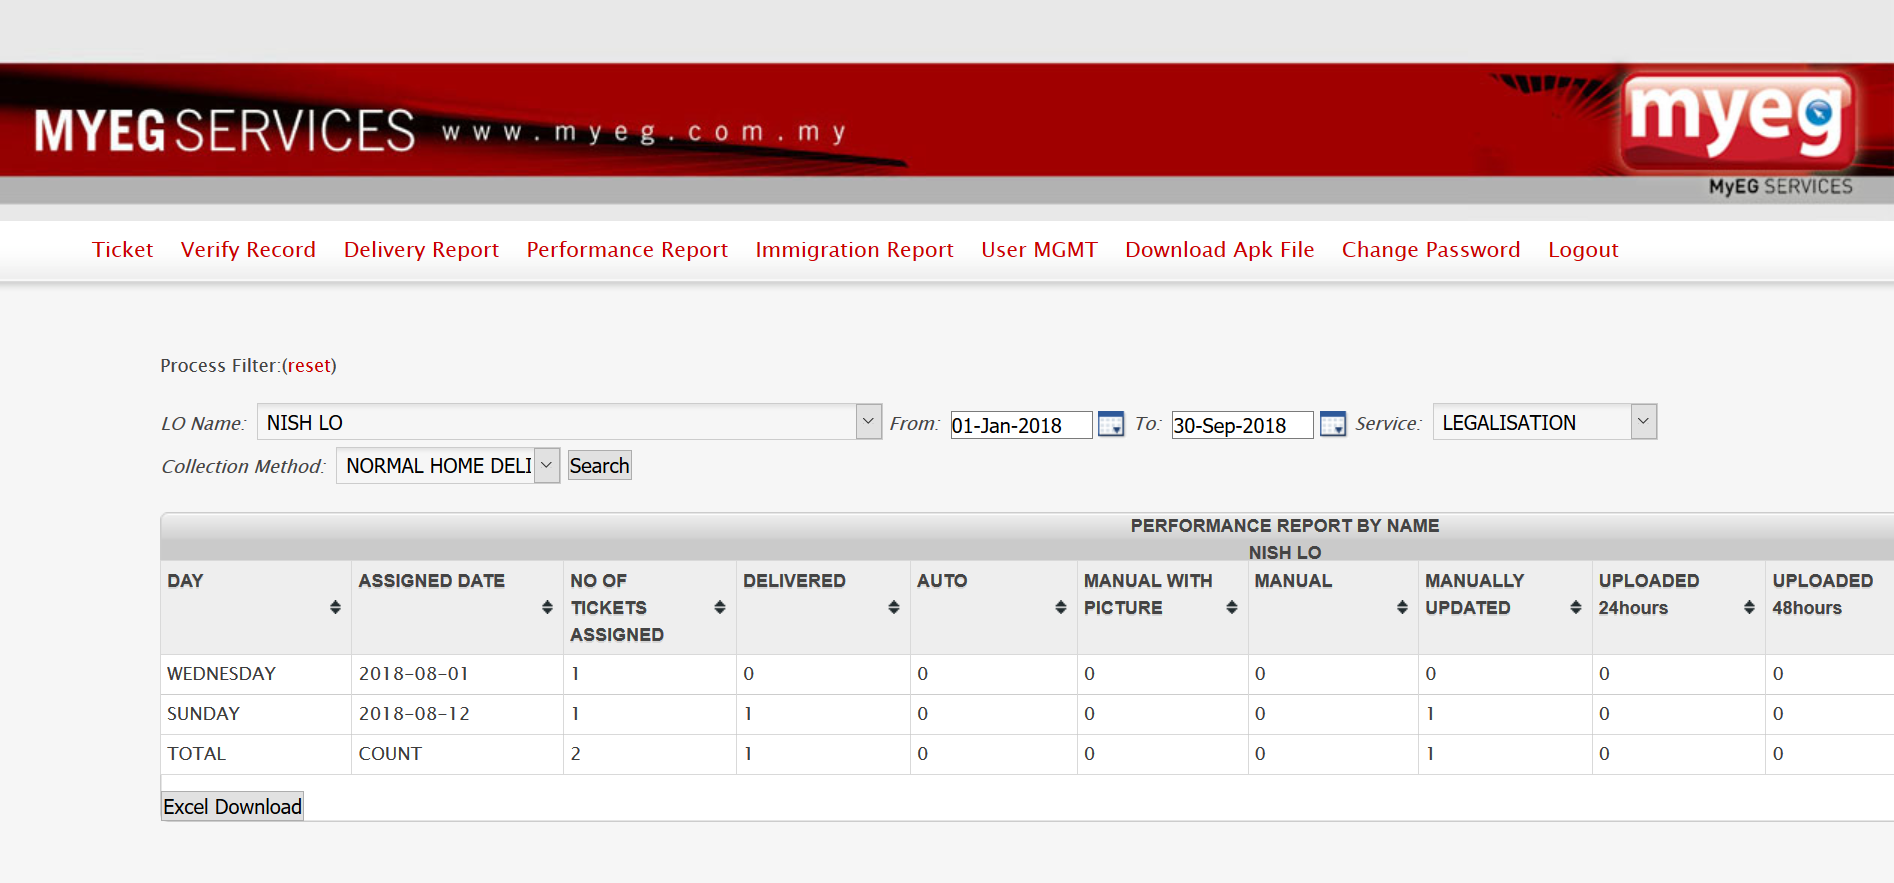 MYEG SERVICES www.myeg.com.my
myeg
MyEG SERVICES
Ticket Verify Record Delivery Report Performance Report Immigration Report User MGMT Download Apk File Change Password Logout
Process Filter:(reset)
LO Name: NISH LO From: 01-Jan-2018 To: 30-Sep-2018 Service: LEGALISATION
Collection Method: NORMAL HOME DELI Search
PERFORMANCE REPORT BY NAME
NISH LO
DAY ASSIGNED DATE NO OF TICKETS ASSIGNED DELIVERED AUTO MANUAL WITH PICTURE MANUAL MANUALLY UPDATED UPLOADED 24hours UPLOADED 48hours
WEDNESDAY 2018-08-01 1 0 0 0 0 0 0 0
SUNDAY 2018-08-12 1 1 0 0 0 1 0 0
TOTAL COUNT 2 1 0 0 0 1 0 0
Excel Download